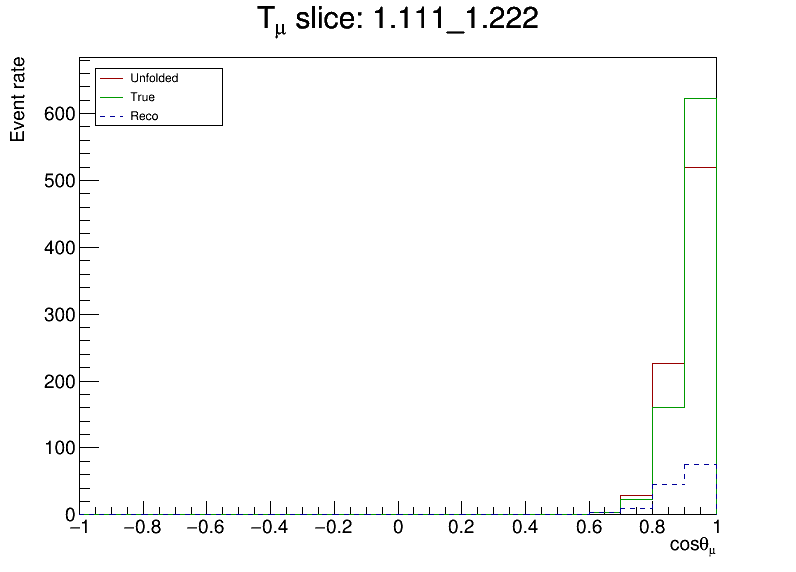 Tμ slice: 1.111_1.222
Event rate
Unfolded
True
Reco
600
500
400
300
200
100
0
−1 −0.8 −0.6 −0.4 −0.2 0 0.2 0.4 0.6 0.8 1
cosθμ